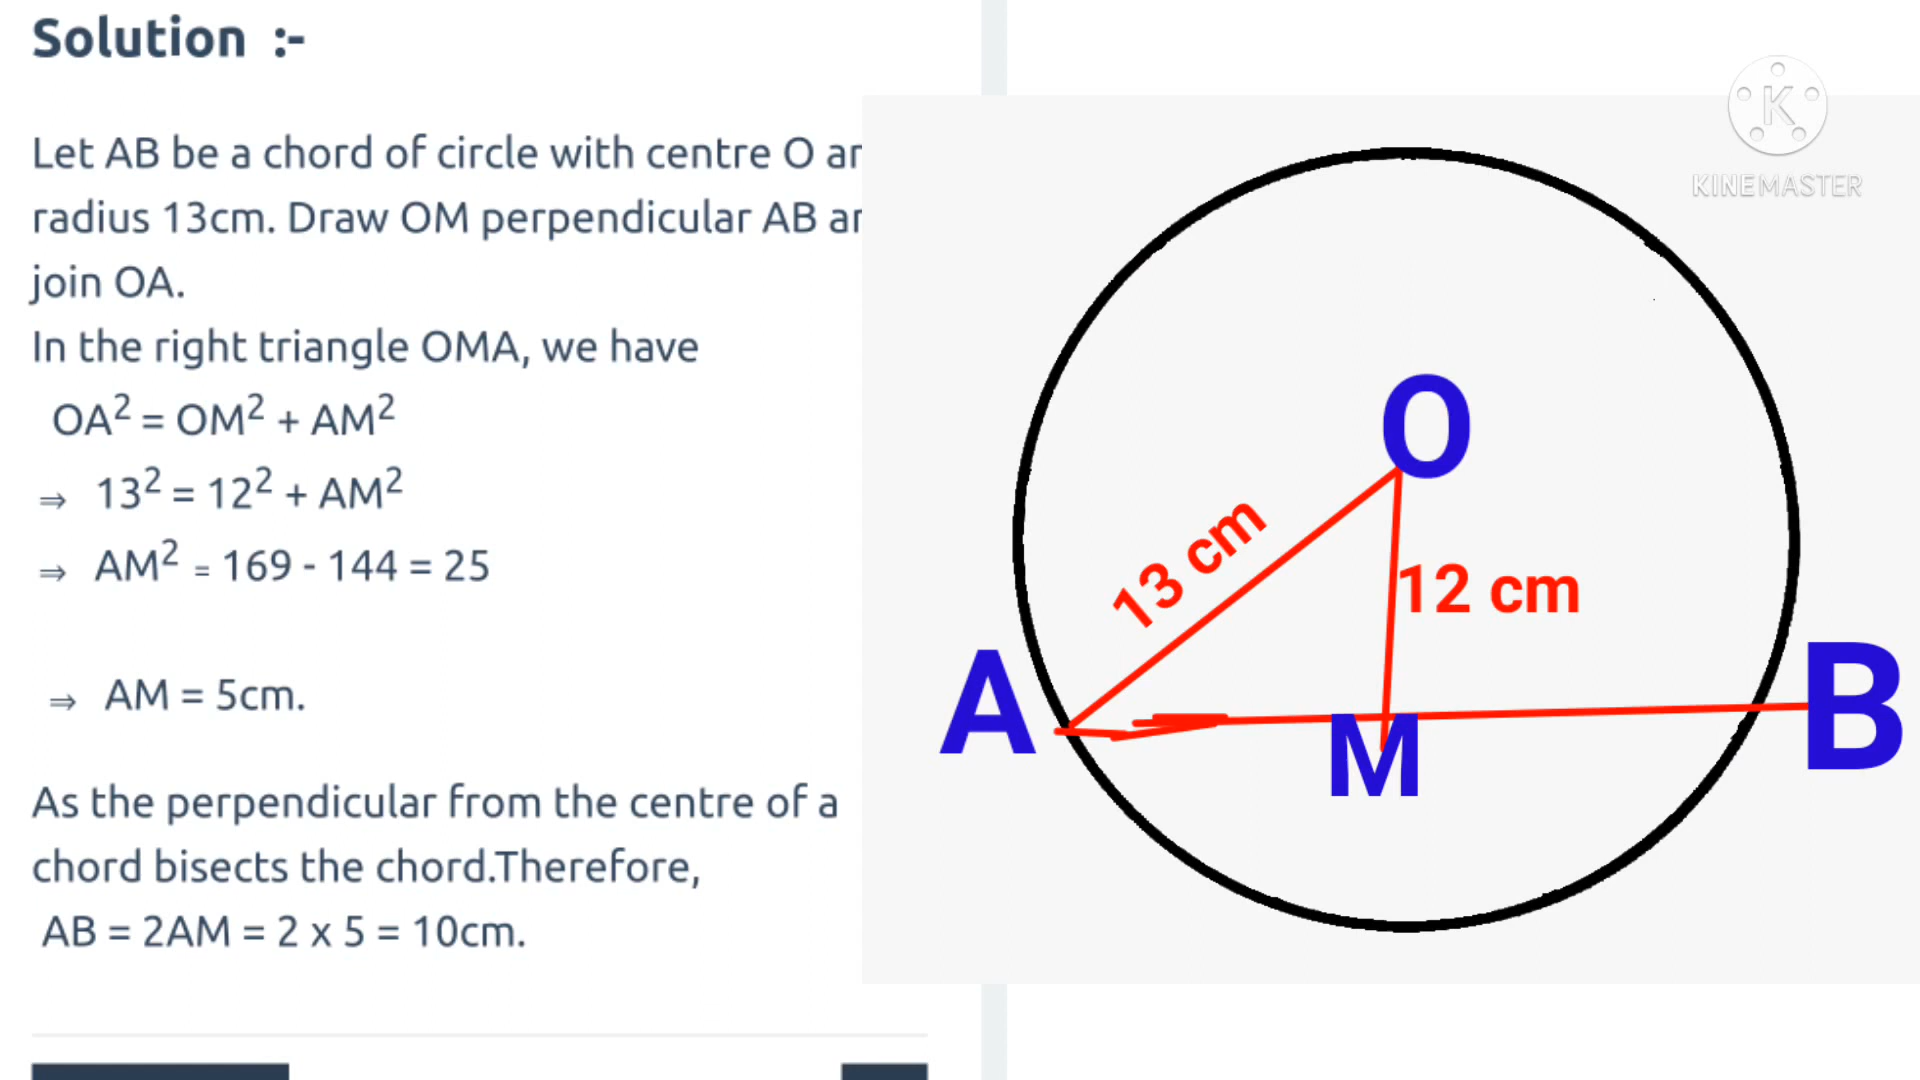 Solution :-
Let AB be a chord of circle with centre O
radius 13cm. Draw OM perpendicular AB
join OA.
In the right triangle OMA, we have
OA² = OM² + AM²
⇒ 13² = 12² + AM²
⇒ AM² = 169 - 144 = 25
⇒ AM = 5cm.
As the perpendicular from the centre of a
chord bisects the chord.Therefore,
AB = 2AM = 2 x 5 = 10cm.
K
KINEMASTER
O
13 cm
12 cm
A
M
B